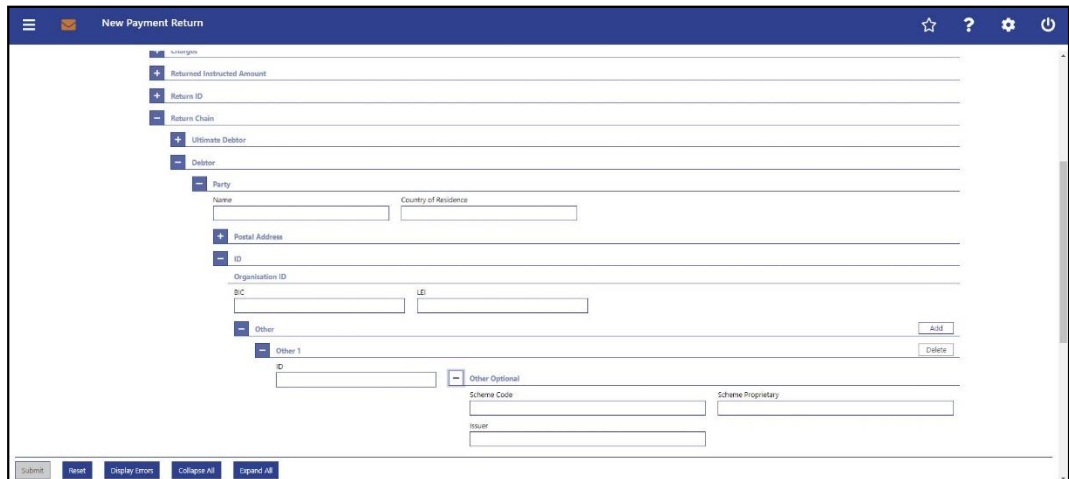 New Payment Return
Charges
Returned Instructed Amount
Return ID
Return Chain
Ultimate Debtor
Debtor
Party
Name Country of Residence
Postal Address
ID
Organisation ID
BIC LEI
Other Add
Other 1 Delete
ID Other Optional
Scheme Code Scheme Proprietary
Issuer
Submit Reset Display Errors Collapse All Expand All